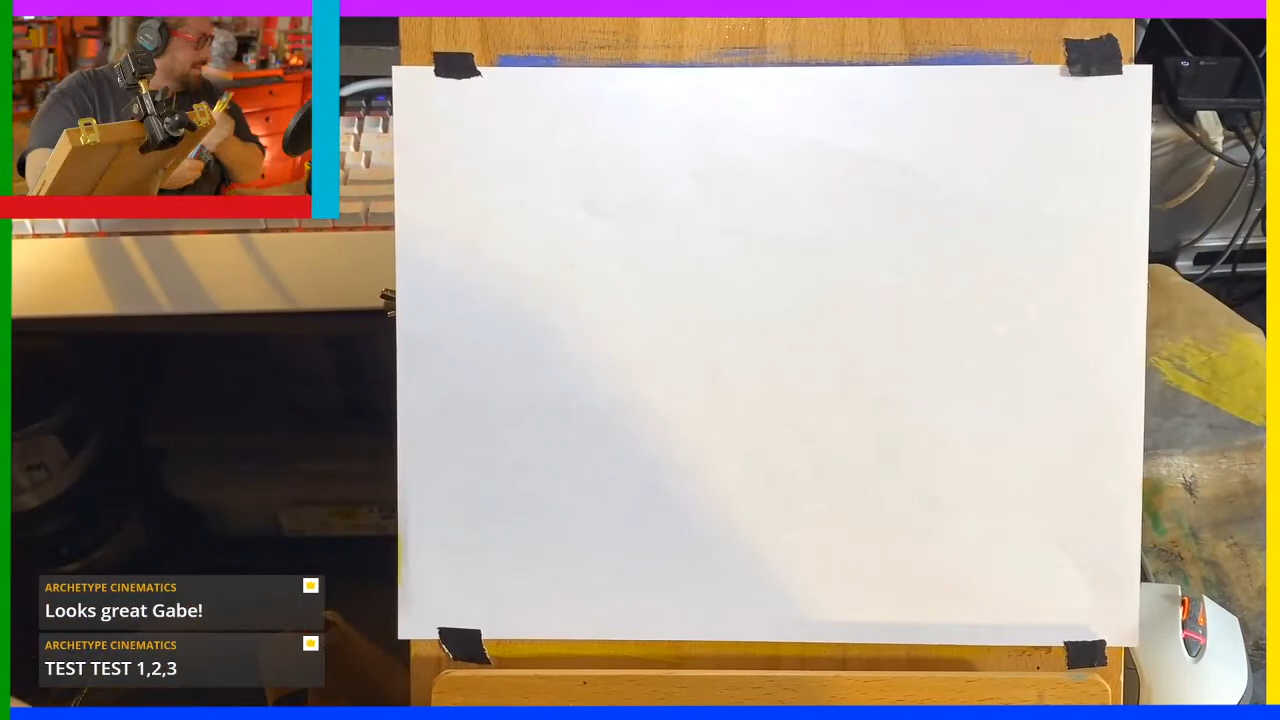 ARCHETYPE CINEMATICS
Looks great Gabe!
ARCHETYPE CINEMATICS
TEST TEST 1,2,3